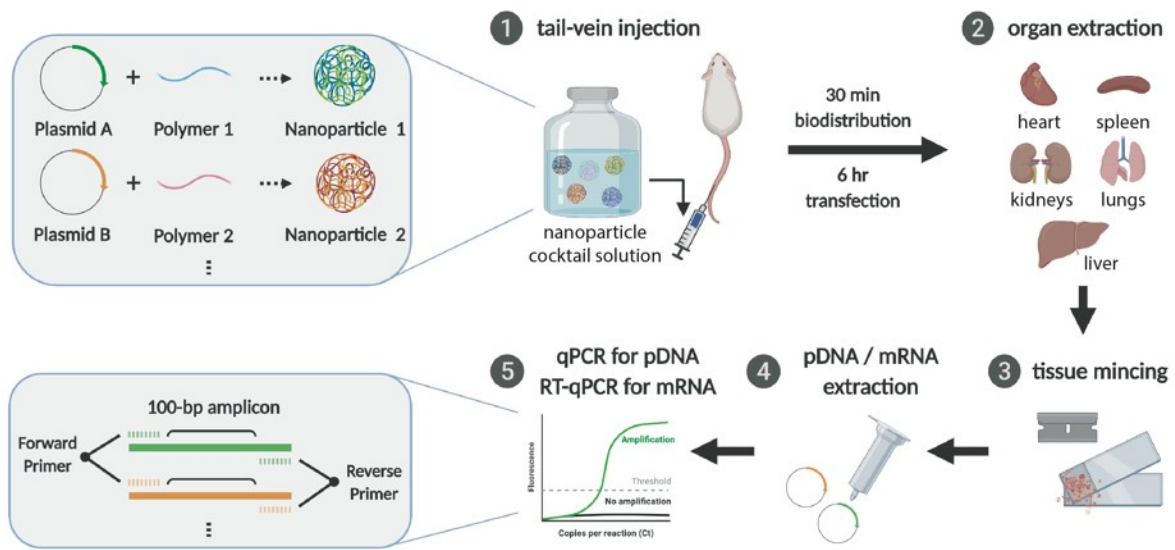 Plasmid A
+
Polymer 1
Nanoparticle 1
Plasmid B
+
Polymer 2
Nanoparticle 2
1 tail-vein injection
nanoparticle
cocktail solution
30 min
biodistribution
6 hr
transfection
2 organ extraction
heart
spleen
kidneys
lungs
liver
3 tissue mincing
4 pDNA / mRNA
extraction
5 qPCR for pDNA
RT-qPCR for mRNA
Fluorescence
Amplification
Threshold
No amplification
Copies per reaction (Ct)
100-bp amplicon
Forward
Primer
Reverse
Primer